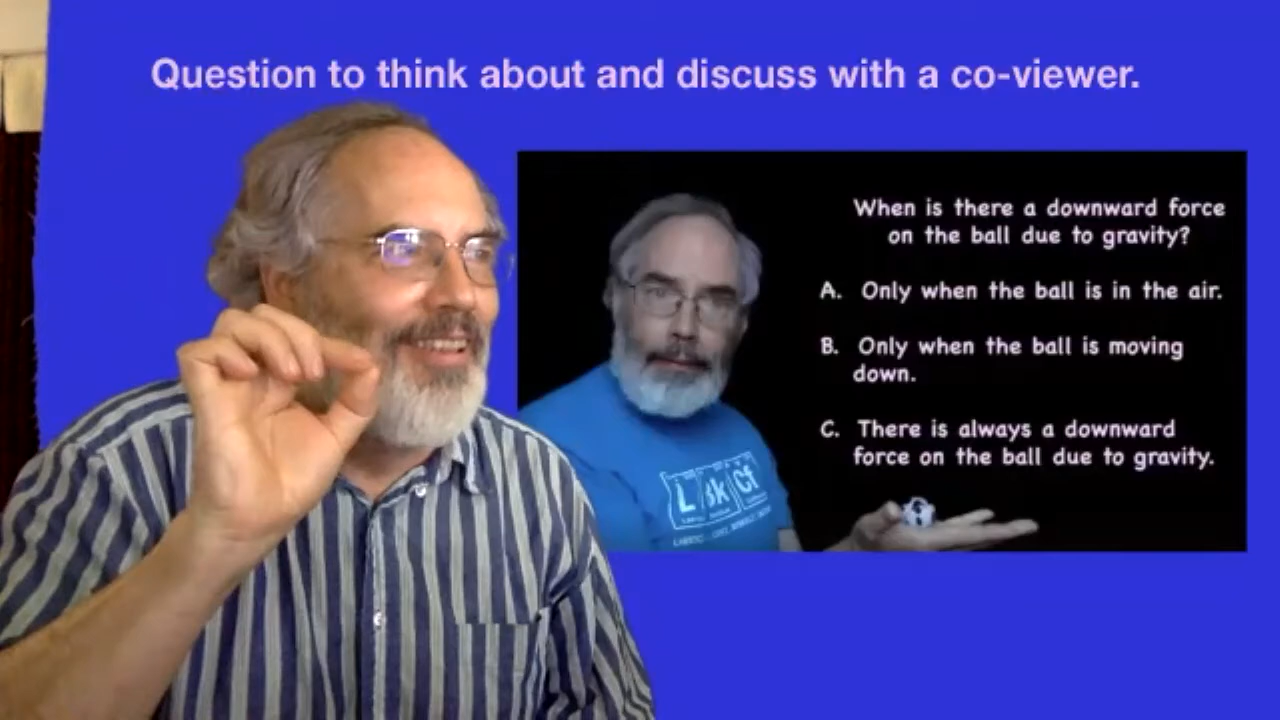 Question to think about and discuss with a co-viewer.
When is there a downward force
on the ball due to gravity?
A. Only when the ball is in the air.
B. Only when the ball is moving
down.
C. There is always a downward
force on the ball due to gravity.
L Bk Cf